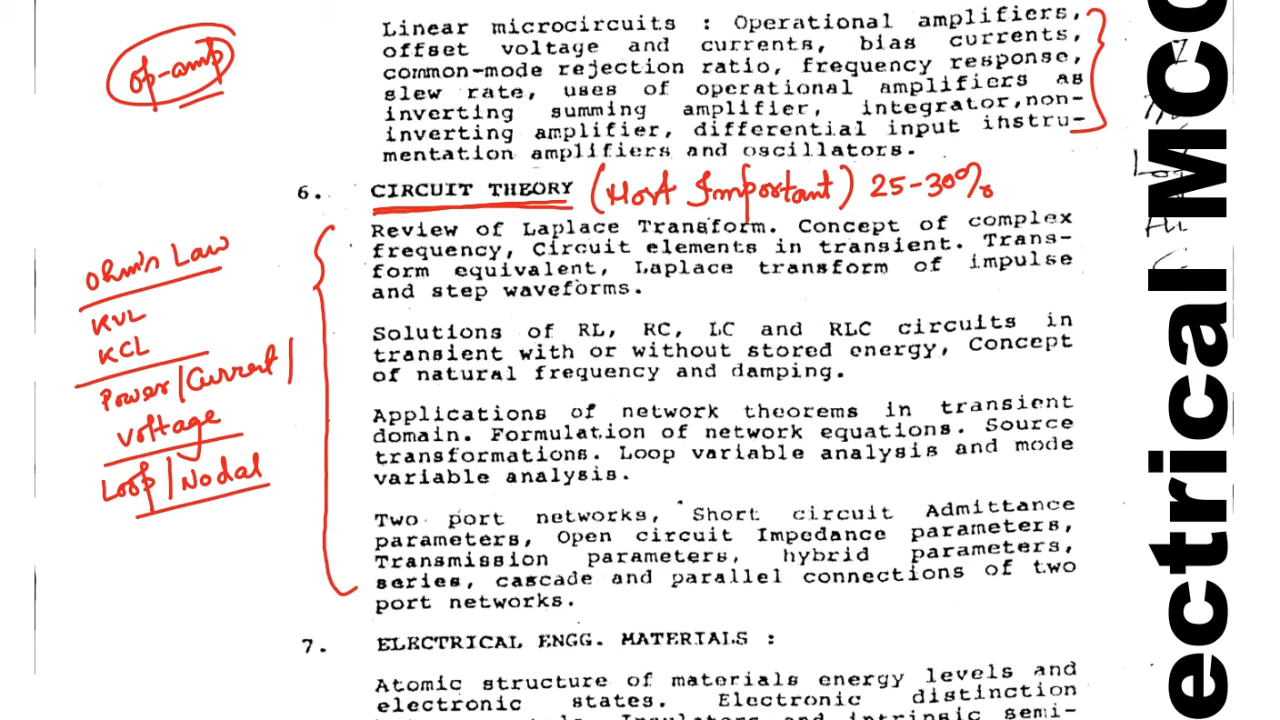 Linear microcircuits : Operational amplifiers,
offset voltage and currents, bias currents,
common-mode rejection ratio, frequency response,
slew rate, uses of operational amplifiers as
inverting summing amplifier, integrator,non-
inverting amplifier, differential input instru-
mentation amplifiers and oscillators.
op-amp
6. CIRCUIT THEORY (Most Important) 25-30%
Review of Laplace Transform. Concept of complex
frequency, Circuit elements in transient. Trans-
form equivalent, Laplace transform of impulse
and step waveforms.
Solutions of RL, RC, LC and RLC circuits in
transient with or without stored energy, Concept
of natural frequency and damping.
Applications of network theorems in transient
domain. Formulation of network equations. Source
transformations. Loop variable analysis and mode
variable analysis.
Two port networks, Short circuit Admittance
parameters, Open circuit Impedance parameters,
Transmission parameters, hybrid parameters,
series, cascade and parallel connections of two
port networks.
Ohm's Law
KVL
KCL
Power/Current/
Voltage
Loop/Nodal
7. ELECTRICAL ENGG. MATERIALS :
Atomic structure of materials energy levels and
electronic states. Electronic distinction
Insulators and intrinsic semi-
ectrical MC